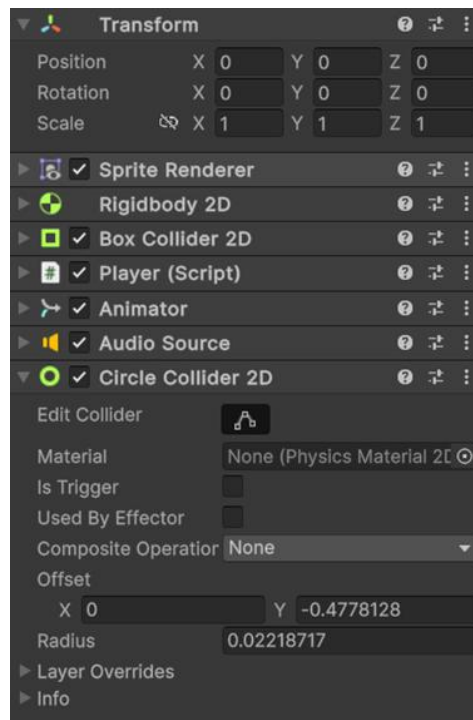 Transform
Position X 0 Y 0 Z 0
Rotation X 0 Y 0 Z 0
Scale X 1 Y 1 Z 1
Sprite Renderer
Rigidbody 2D
Box Collider 2D
# Player (Script)
Animator
Audio Source
Circle Collider 2D
Edit Collider
Material None (Physics Material 2D
Is Trigger
Used By Effector
Composite Operation None
Offset
X 0 Y -0.4778128
Radius 0.02218717
Layer Overrides
Info